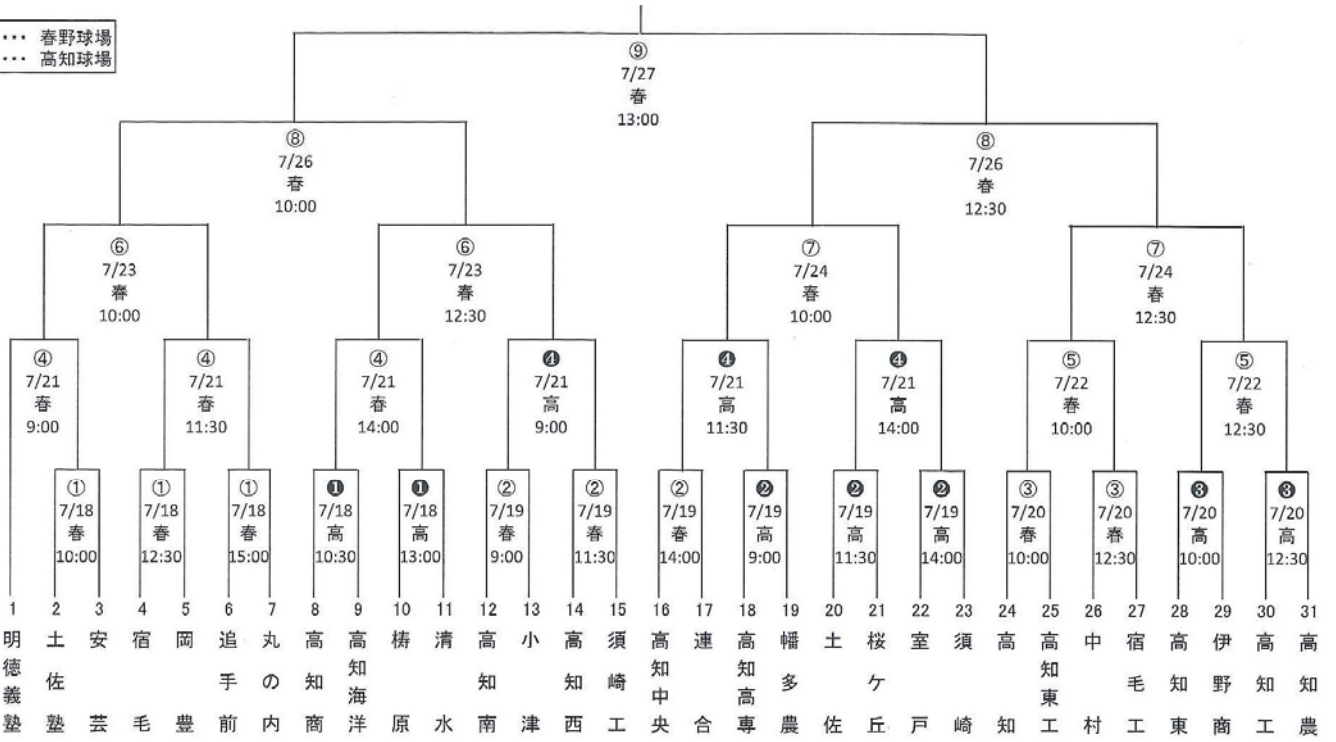 … 春野球場
… 高知球場
⑨
7/27
春
13:00
⑧
7/26
春
10:00
⑧
7/26
春
12:30
⑥
7/23
春
10:00
⑥
7/23
春
12:30
⑦
7/24
春
10:00
⑦
7/24
春
12:30
④
7/21
春
9:00
④
7/21
春
11:30
④
7/21
春
14:00
❹
7/21
高
9:00
❹
7/21
高
11:30
❹
7/21
高
14:00
⑤
7/22
春
10:00
⑤
7/22
春
12:30
①
7/18
春
10:00
①
7/18
春
12:30
①
7/18
春
15:00
❶
7/18
高
10:30
❶
7/18
高
13:00
②
7/19
春
9:00
②
7/19
春
11:30
②
7/19
春
14:00
❷
7/19
高
9:00
❷
7/19
高
11:30
❷
7/19
高
14:00
③
7/20
春
10:00
③
7/20
春
12:30
❸
7/20
高
10:00
❸
7/20
高
12:30
1 明徳義塾
2 土佐塾
3 安芸
4 宿毛
5 岡豊
6 追手前
7 丸の内
8 高知商
9 高知海洋
10 梼原
11 清水
12 高知南
13 小津
14 高知西
15 須崎工
16 高知中央
17 連合
18 高知高専
19 幡多農
20 土佐
21 桜ケ丘
22 室戸
23 須崎
24 高知
25 高知東工
26 中村
27 宿毛工
28 高知東
29 伊野商
30 高知工
31 高知農